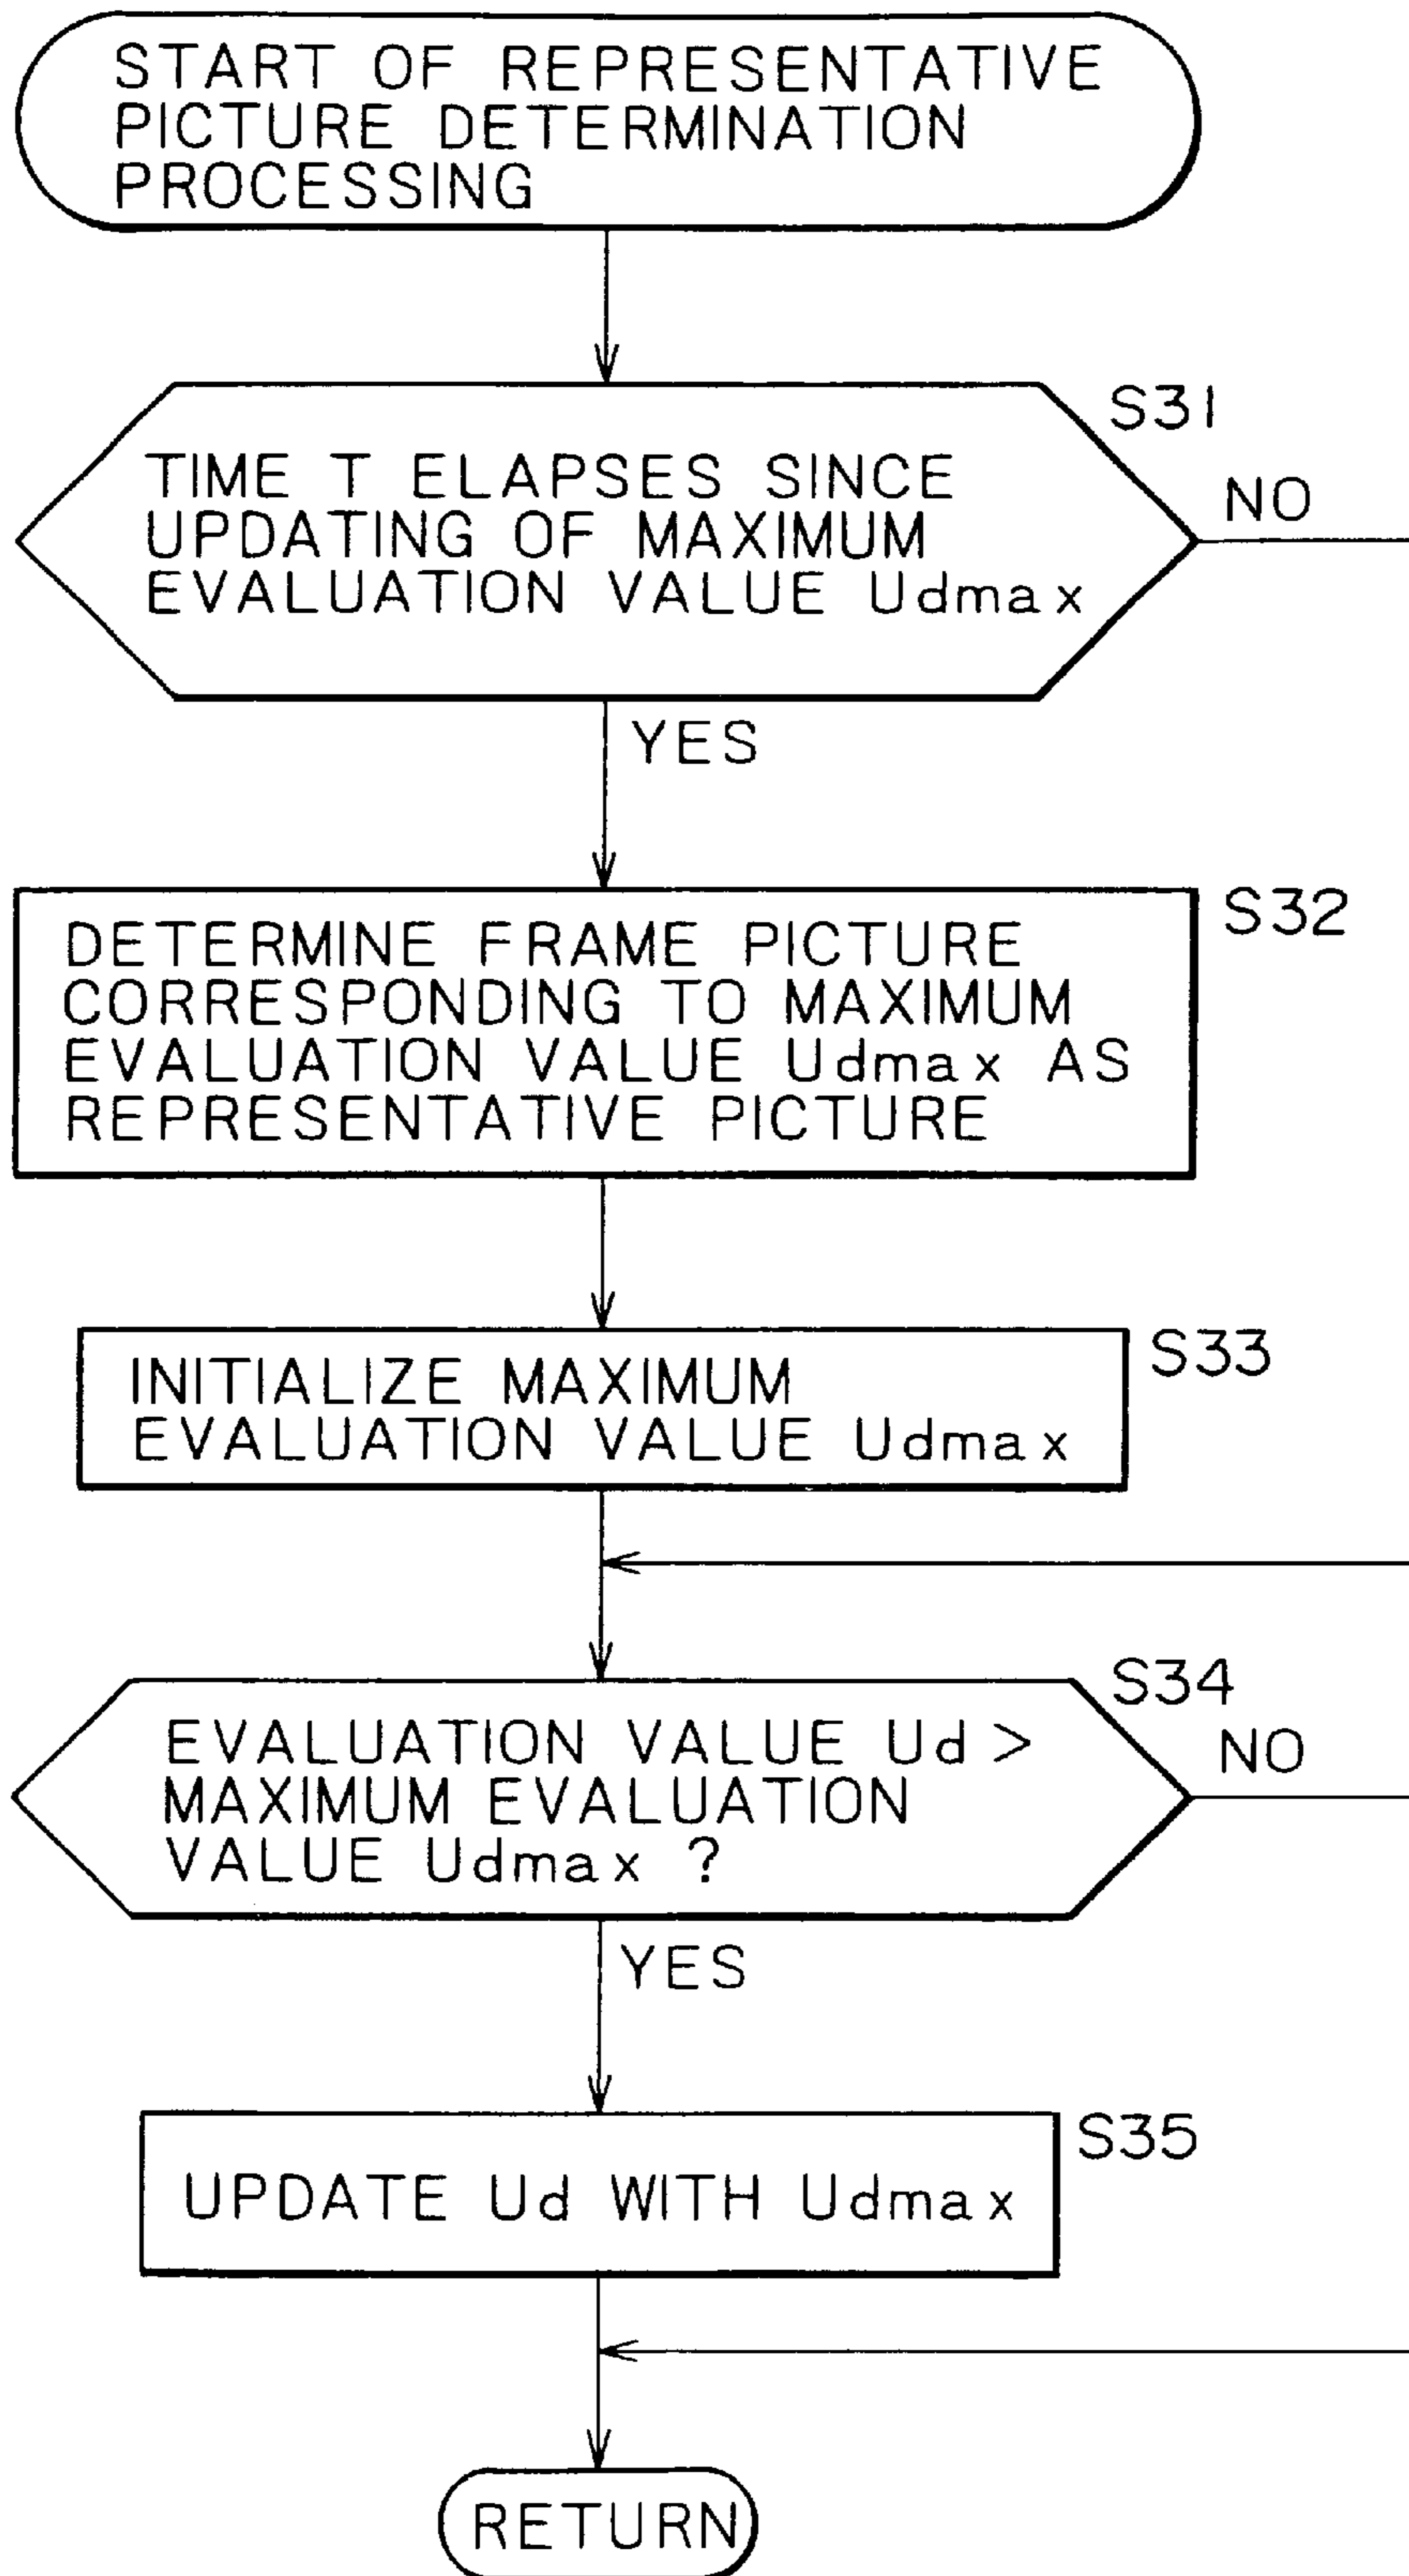 START OF REPRESENTATIVE
PICTURE DETERMINATION
PROCESSING
S31
TIME T ELAPSES SINCE
UPDATING OF MAXIMUM
EVALUATION VALUE Udmax
NO
YES
S32
DETERMINE FRAME PICTURE
CORRESPONDING TO MAXIMUM
EVALUATION VALUE Udmax AS
REPRESENTATIVE PICTURE
S33
INITIALIZE MAXIMUM
EVALUATION VALUE Udmax
S34
EVALUATION VALUE Ud >
MAXIMUM EVALUATION
VALUE Udmax ?
NO
YES
S35
UPDATE Ud WITH Udmax
RETURN